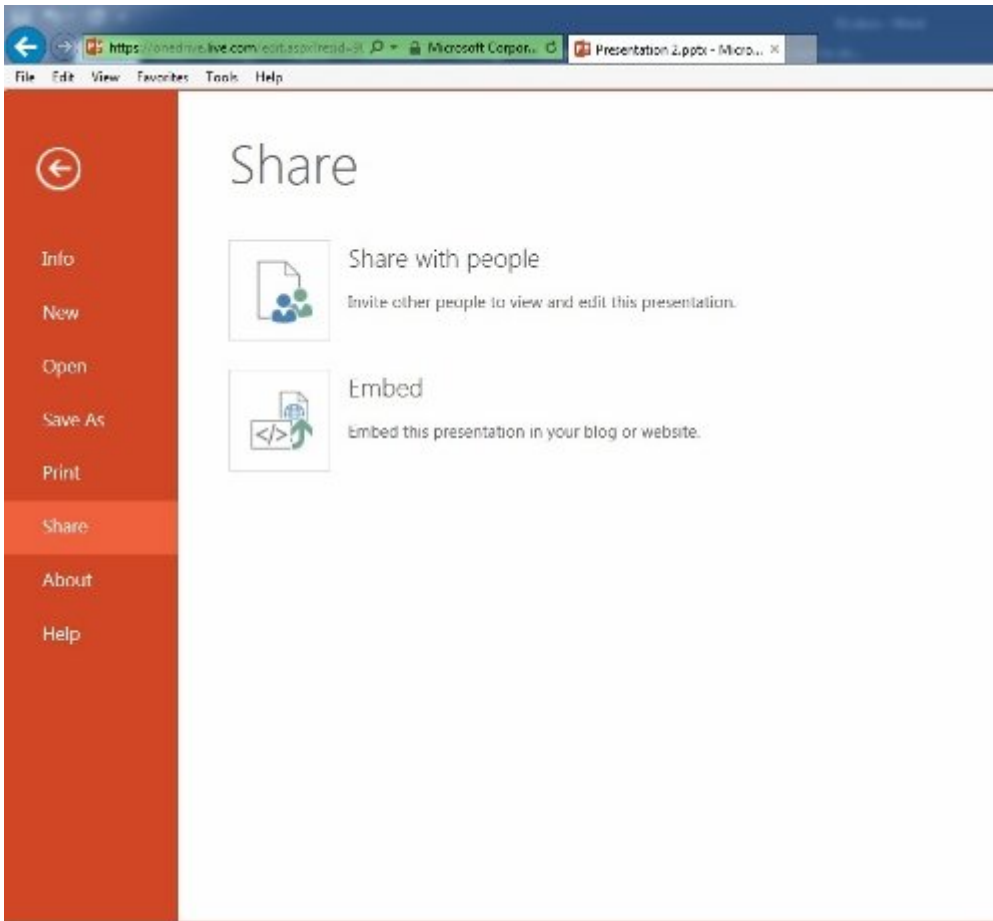 https://onedrive.live.com/edit.aspx?resid=9 Microsoft Corpor... Presentation 2.pptx - Micro...
File Edit View Favorites Tools Help
Share
Info
New
Open
Save As
Print
Share
About
Help
Share with people
Invite other people to view and edit this presentation.
Embed
</>
Embed this presentation in your blog or website.